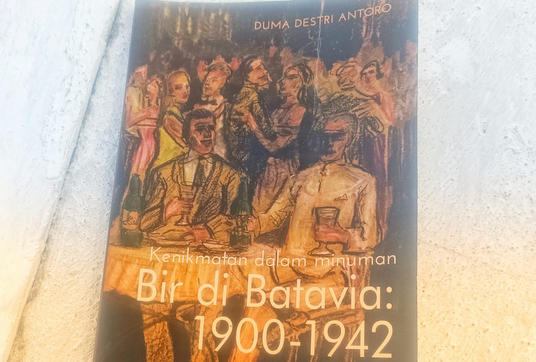 DUMA DESTRI ANTORO
Kenikmatan dalam minuman
Bir di Batavia:
1900-1942